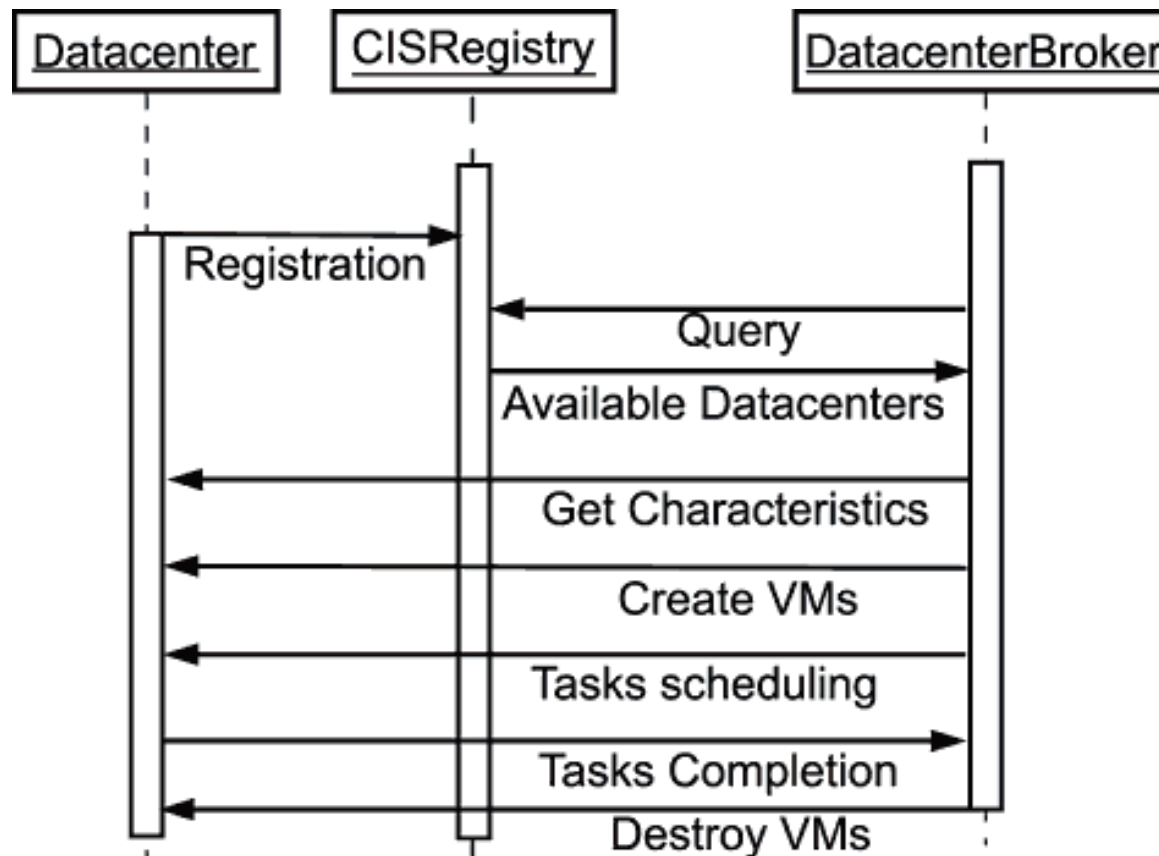 Datacenter
CISRegistry
DatacenterBroker
Registration
Query
Available Datacenters
Get Characteristics
Create VMs
Tasks scheduling
Tasks Completion
Destroy VMs